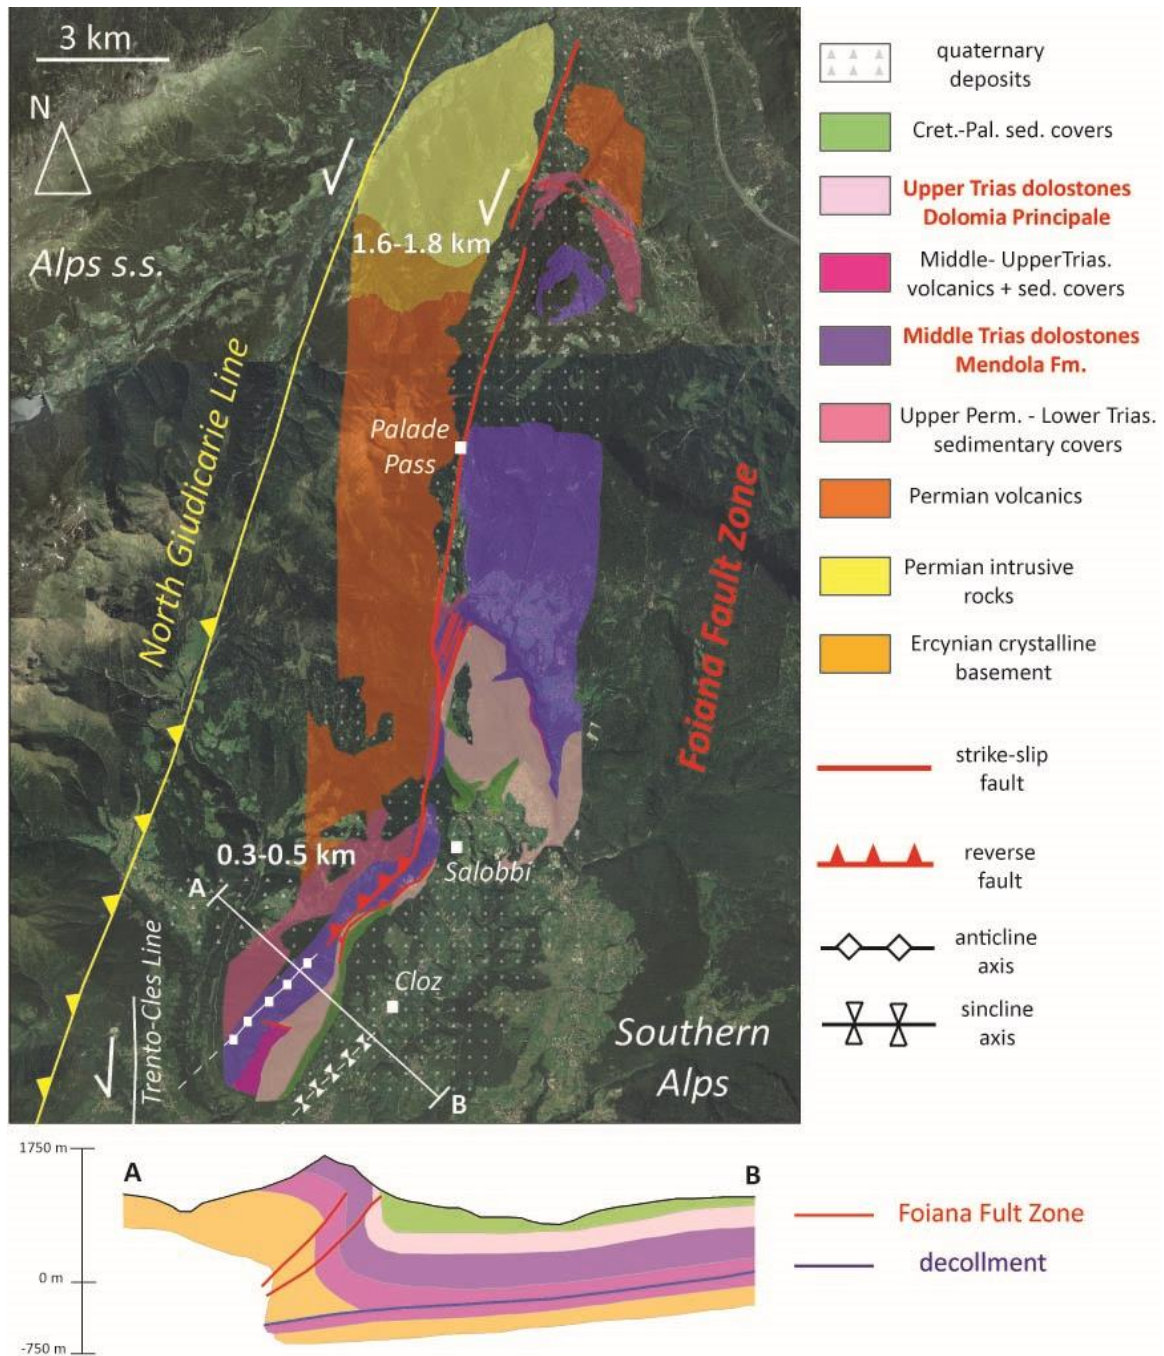 3 km
N
Alps s.s.
1.6-1.8 km
North Giudicarie Line
Palade
Pass
Foiana Fault Zone
0.3-0.5 km
Salobbi
A
Trento-Cles Line
Cloz
Southern
Alps
B
quaternary
deposits
Cret.-Pal. sed. covers
Upper Trias dolostones
Dolomia Principale
Middle- UpperTrias.
volcanics + sed. covers
Middle Trias dolostones
Mendola Fm.
Upper Perm. - Lower Trias.
sedimentary covers
Permian volcanics
Permian intrusive
rocks
Ercynian crystalline
basement
strike-slip
fault
reverse
fault
anticline
axis
sincline
axis
1750 m
A
B
0 m
-750 m
Foiana Fult Zone
decollment